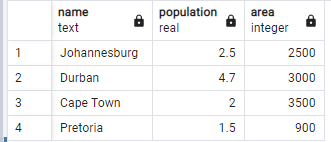 name population area
text real integer
1 Johannesburg 2.5 2500
2 Durban 4.7 3000
3 Cape Town 2 3500
4 Pretoria 1.5 900